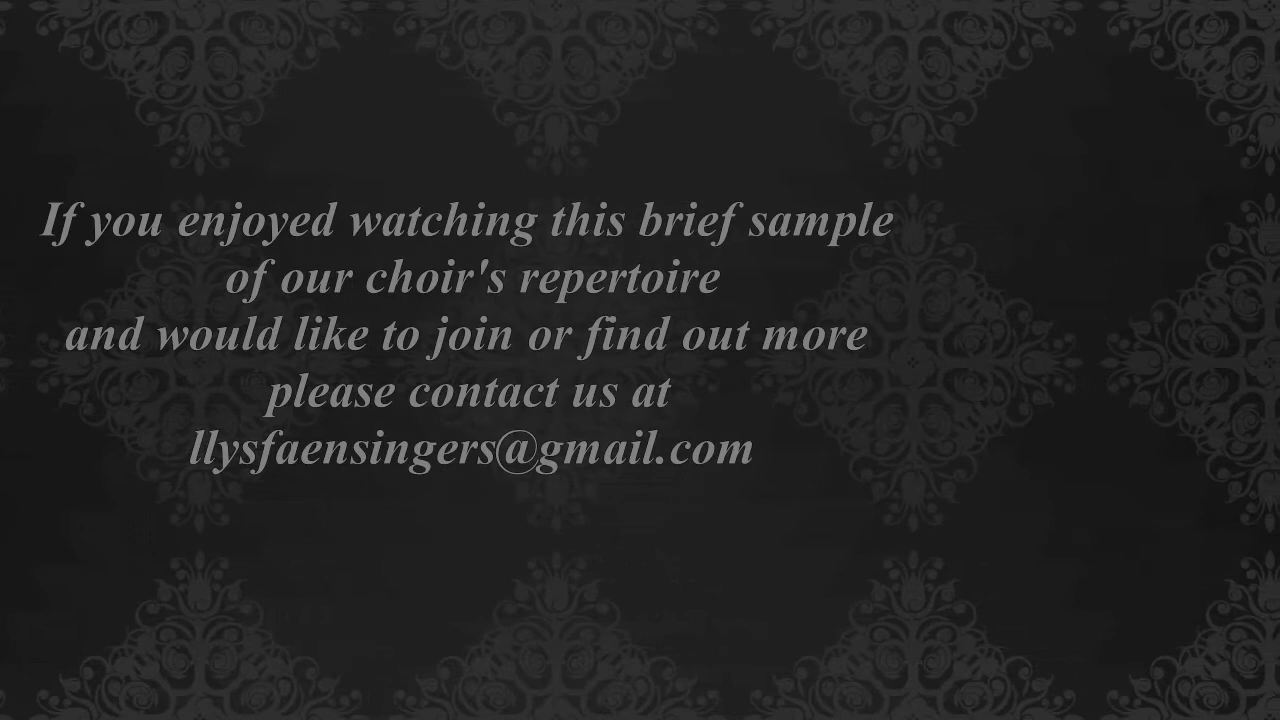 If you enjoyed watching this brief sample
of our choir's repertoire
and would like to join or find out more
please contact us at
llysfaensingers@gmail.com